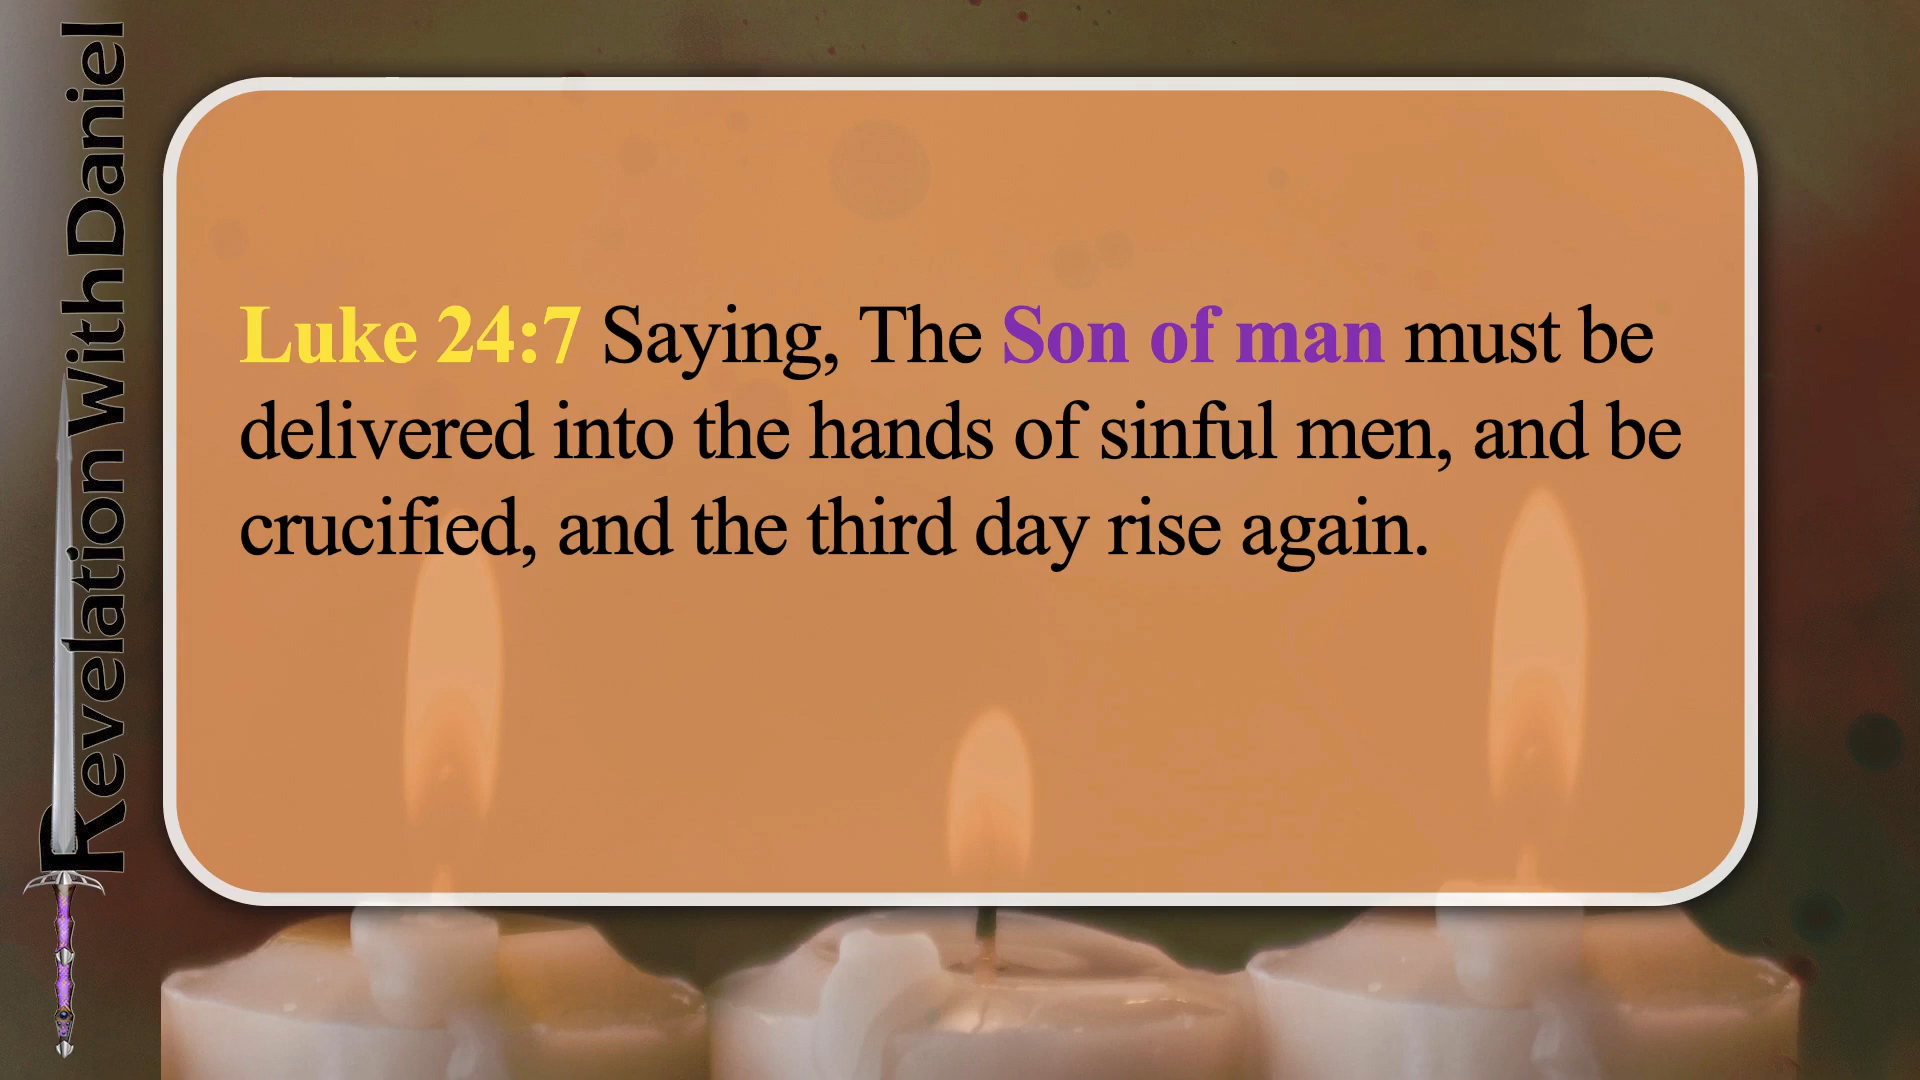 Revelation With Daniel
Luke 24:7 Saying, The Son of man must be
delivered into the hands of sinful men, and be
crucified, and the third day rise again.